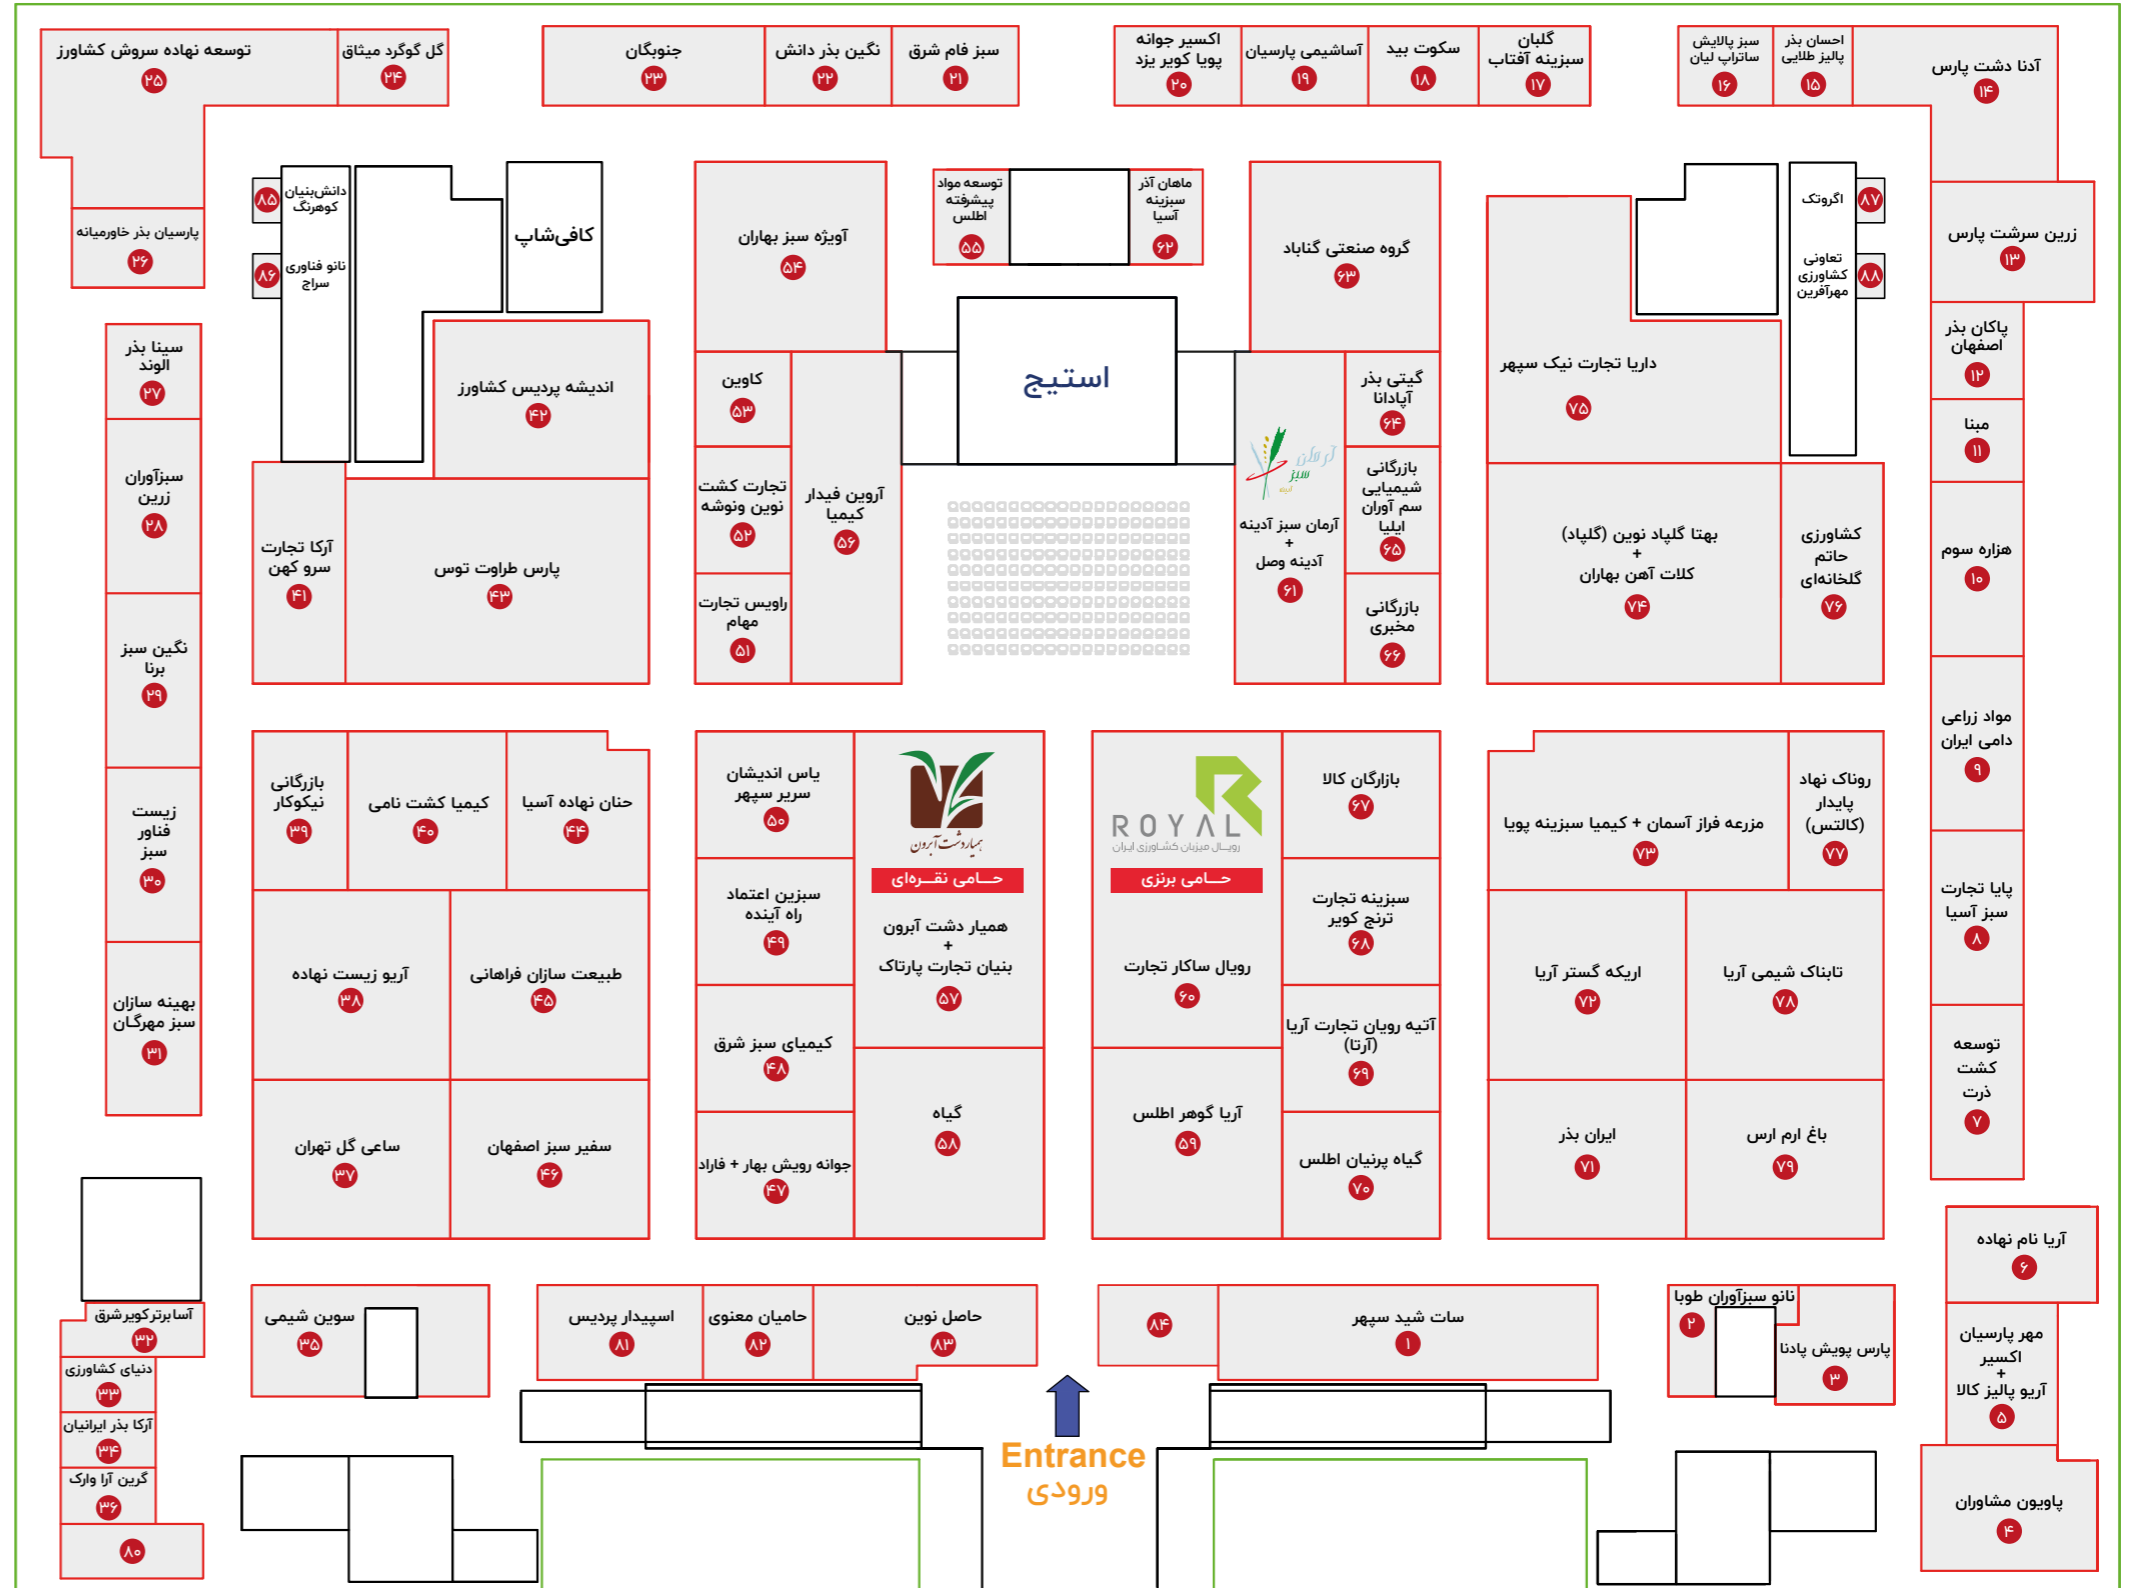 توسعه نهاده سروش کشاورز
۲۵
گل گوگرد میثاق
۲۴
جنوبگان
۲۳
نگین بذر دانش
۲۲
سبز فام شرق
۲۱
اکسیر جوانه
پویا کویر یزد
۲۰
آساشیمی پارسیان
۱۹
سکوت بید
۱۸
گلبان
سبزینه آفتاب
۱۷
سبز پالایش
ساتراپ لیان
۱۶
احسان بذر
پالیز طلایی
۱۵
آدنا دشت پارس
۱۴
پارسیان بذر خاورمیانه
۲۶
۸۵
دانش‌بنیان
کوهرنگ
۸۶
نانو فناوری
سراج
کافی‌شاپ
آویژه سبز بهاران
۵۴
توسعه مواد
پیشرفته
اطلس
۵۵
ماهان آذر
سبزینه
آسیا
۶۲
گروه صنعتی گناباد
۶۳
اگروتک
۸۷
تعاونی
کشاورزی
مهرآفرین
۸۸
زرین سرشت پارس
۱۳
سینا بذر
الوند
۲۷
اندیشه پردیس کشاورز
۴۲
کاوین
۵۳
استیج
گیتی بذر
آپادانا
۶۴
داریا تجارت نیک سپهر
۷۵
پاکان بذر
اصفهان
۱۲
مبنا
۱۱
سبزآوران
زرین
۲۸
آرکا تجارت
سرو کهن
۴۱
پارس طراوت توس
۴۳
تجارت کشت
نوین ونوشه
۵۲
راویس تجارت
مهام
۵۱
آروین فیدار
کیمیا
۵۶
آرمان
سبز
آدینه
آرمان سبز آدینه
+
آدینه وصل
۶۱
بازرگانی
شیمیایی
سم آوران
ایلیا
۶۵
بازرگانی
مخبری
۶۶
بهتا گلپاد نوین (گلپاد)
+
کلات آهن بهاران
۷۴
کشاورزی
حاتم
گلخانه‌ای
۷۶
هزاره سوم
۱۰
نگین سبز
برنا
۲۹
بازرگانی
نیکوکار
۳۹
کیمیا کشت نامی
۴۰
حنان نهاده آسیا
۴۴
یاس اندیشان
سریر سپهر
۵۰
همیار دشت آبرون
حامی نقره‌ای
همیار دشت آبرون
+
بنیان تجارت پارتاک
۵۷
ROYAL
رویال میزبان کشاورزی ایران
حامی برنزی
رویال ساکار تجارت
۶۰
بازارگان کالا
۶۷
مزرعه فراز آسمان + کیمیا سبزینه پویا
۷۳
روناک نهاد
پایدار
(کالتس)
۷۷
مواد زراعی
دامی ایران
۹
زیست
فناور
سبز
۳۰
آریو زیست نهاده
۳۸
طبیعت سازان فراهانی
۴۵
سبزین اعتماد
راه آینده
۴۹
کیمیای سبز شرق
۴۸
سبزینه تجارت
ترنج کویر
۶۸
آتیه رویان تجارت آریا
(آرتا)
۶۹
اریکه گستر آریا
۷۲
تابناک شیمی آریا
۷۸
پایا تجارت
سبز آسیا
۸
بهینه سازان
سبز مهرگان
۳۱
ساعی گل تهران
۳۷
سفیر سبز اصفهان
۴۶
جوانه رویش بهار + فاراد
۴۷
گیاه
۵۸
آریا گوهر اطلس
۵۹
گیاه پرنیان اطلس
۷۰
ایران بذر
۷۱
باغ ارم ارس
۷۹
توسعه
کشت
ذرت
۷
آریا نام نهاده
۶
آسابرترکویرشرق
۳۲
دنیای کشاورزی
۳۳
آرکا بذر ایرانیان
۳۴
گرین آرا وارک
۳۶
۸۰
سوین شیمی
۳۵
اسپیدار پردیس
۸۱
حامیان معنوی
۸۲
حاصل نوین
۸۳
۸۴
سات شید سپهر
۱
نانو سبزآوران طوبا
۲
پارس پویش پادنا
۳
مهر پارسیان
اکسیر
+
آریو پالیز کالا
۵
Entrance
ورودی
پاویون مشاوران
۴